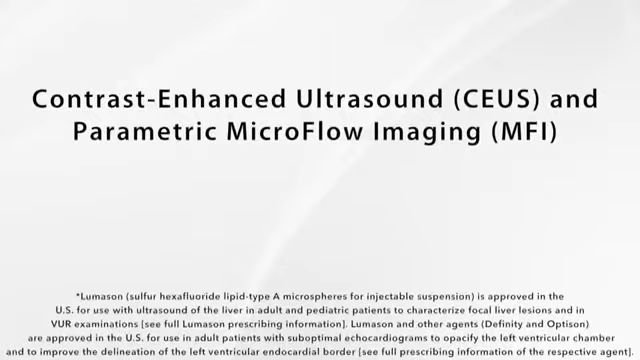 Contrast-Enhanced Ultrasound (CEUS) and
Parametric MicroFlow Imaging (MFI)
*Lumason (sulfur hexafluoride lipid-type A microspheres for injectable suspension) is approved in the
U.S. for use with ultrasound of the liver in adult and pediatric patients to characterize focal liver lesions and in
VUR examinations [see full Lumason prescribing information]. Lumason and other agents (Definity and Optison)
are approved in the U.S. for use in adult patients with suboptimal echocardiograms to opacify the left ventricular chamber
and to improve the delineation of the left ventricular endocardial border [see full prescribing information of the respective agent].